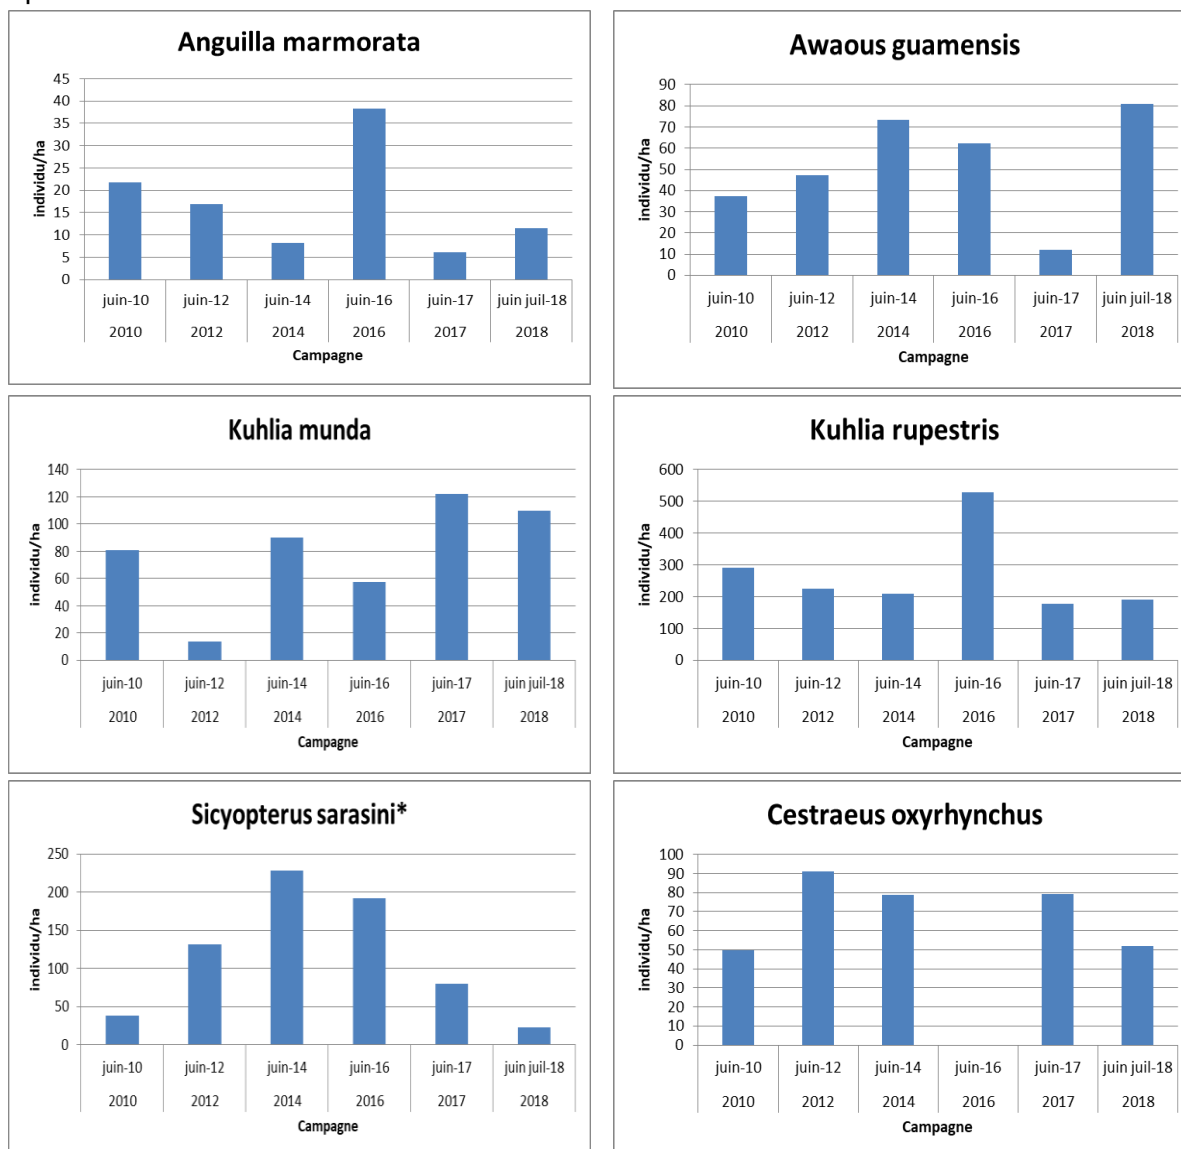 Anguilla marmorata
individu/ha
45
40
35
30
25
20
15
10
5
0
juin-10 juin-12 juin-14 juin-16 juin-17 juin juil-18
2010 2012 2014 2016 2017 2018
Campagne
Awaous guamensis
individu/ha
90
80
70
60
50
40
30
20
10
0
juin-10 juin-12 juin-14 juin-16 juin-17 juin juil-18
2010 2012 2014 2016 2017 2018
Campagne
Kuhlia munda
individu/ha
140
120
100
80
60
40
20
0
juin-10 juin-12 juin-14 juin-16 juin-17 juin juil-18
2010 2012 2014 2016 2017 2018
Campagne
Kuhlia rupestris
individu/ha
600
500
400
300
200
100
0
juin-10 juin-12 juin-14 juin-16 juin-17 juin juil-18
2010 2012 2014 2016 2017 2018
Campagne
Sicyopterus sarasini*
individu/ha
250
200
150
100
50
0
juin-10 juin-12 juin-14 juin-16 juin-17 juin juil-18
2010 2012 2014 2016 2017 2018
Campagne
Cestraeus oxyrhynchus
individu/ha
100
90
80
70
60
50
40
30
20
10
0
juin-10 juin-12 juin-14 juin-16 juin-17 juin juil-18
2010 2012 2014 2016 2017 2018
Campagne